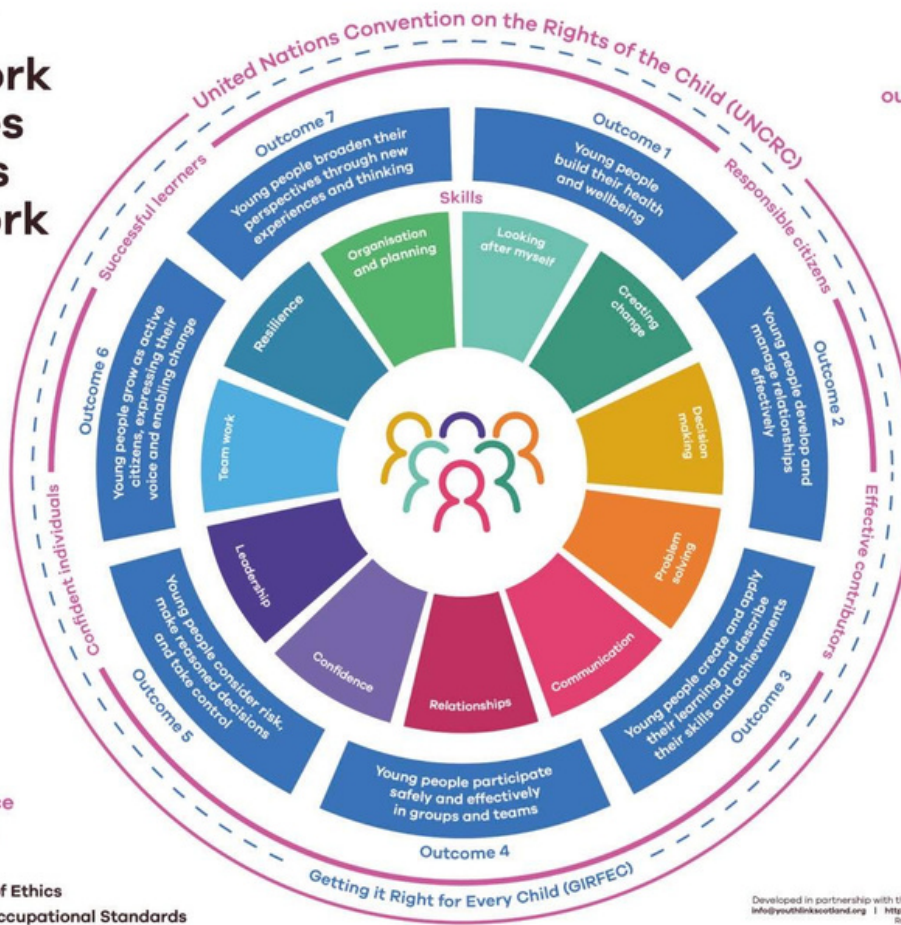 United Nations Convention on the Rights of the Child (UNCRC)
Successful learners
Responsible citizens
Effective contributors
Confident individuals
Outcome 1
Young people
build their health
and wellbeing
Outcome 2
Young people develop and
manage relationships
effectively
Outcome 3
Young people create and apply
their learning and describe
their skills and achievements
Outcome 4
Young people participate
safely and effectively
in groups and teams
Outcome 5
Young people consider risk,
make reasoned decisions
and take control
Outcome 6
Young people grow as active
citizens, expressing their
voice and enabling change
Outcome 7
Young people broaden their
perspectives through new
experiences and thinking
Skills
Looking
after myself
Creating
change
Decision
making
Problem
solving
Communication
Relationships
Confidence
Leadership
Team work
Resilience
Organisation
and planning
Getting it Right for Every Child (GIRFEC)
of Ethics
Occupational Standards
Developed in partnership with
info@youthlinkscotland.org |